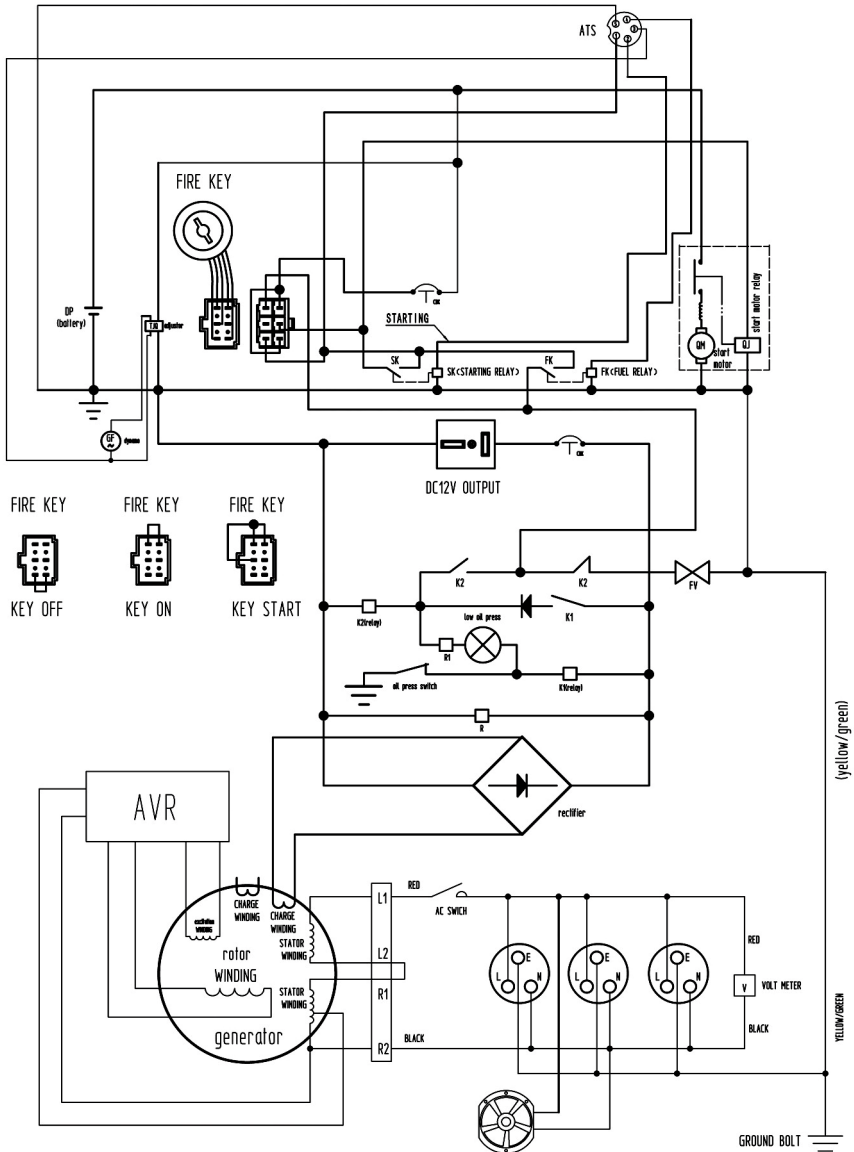 ATS
FIRE KEY
DP
(battery)
TJQ
adjustor
STARTING
SK
SK(STARTING RELAY)
FK
FK(FUEL RELAY)
QM
start
motor
QJ
start motor relay
GF
dynamo
DC12V OUTPUT
FIRE KEY
FIRE KEY
FIRE KEY
KEY OFF
KEY ON
KEY START
K2
K2
FV
K2(relay)
K1
low oil press
R1
oil press switch
K1(relay)
R
(yellow/green)
rectifier
AVR
CHARGE
WINDING
CHARGE
WINDING
WINDING
STATOR
WINDING
rotor
WINDING
STATOR
WINDING
generator
L1
L2
R1
R2
RED
AC SWICH
BLACK
E
L
N
E
L
N
E
L
N
RED
V
VOLT METER
BLACK
YELLOW/GREEN
GROUND BOLT